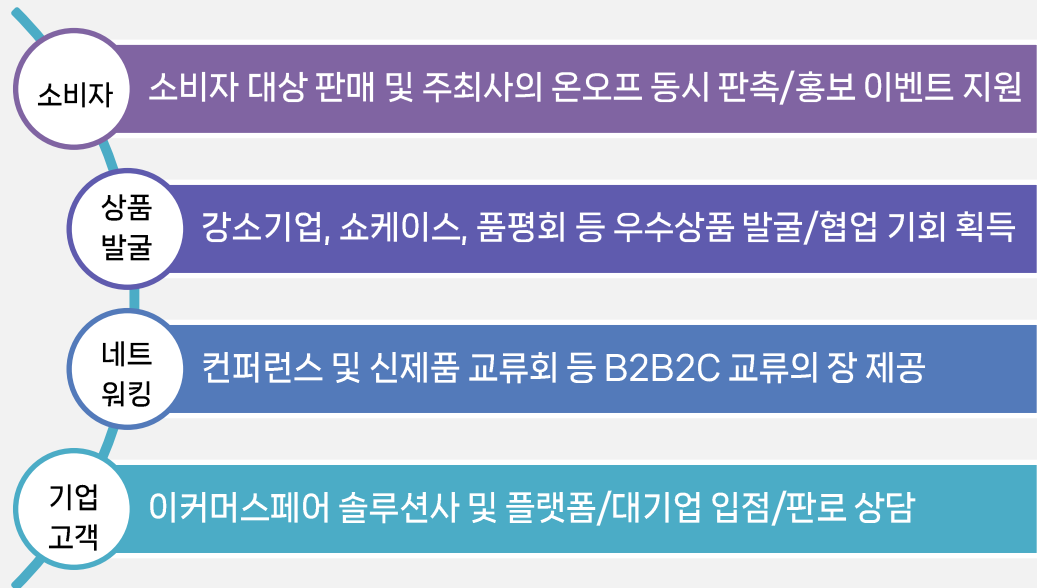 소비자
소비자 대상 판매 및 주최사의 온오프 동시 판촉/홍보 이벤트 지원
상품
발굴
강소기업, 쇼케이스, 품평회 등 우수상품 발굴/협업 기회 획득
네트
워킹
컨퍼런스 및 신제품 교류회 등 B2B2C 교류의 장 제공
기업
고객
이커머스페어 솔루션사 및 플랫폼/대기업 입점/판로 상담